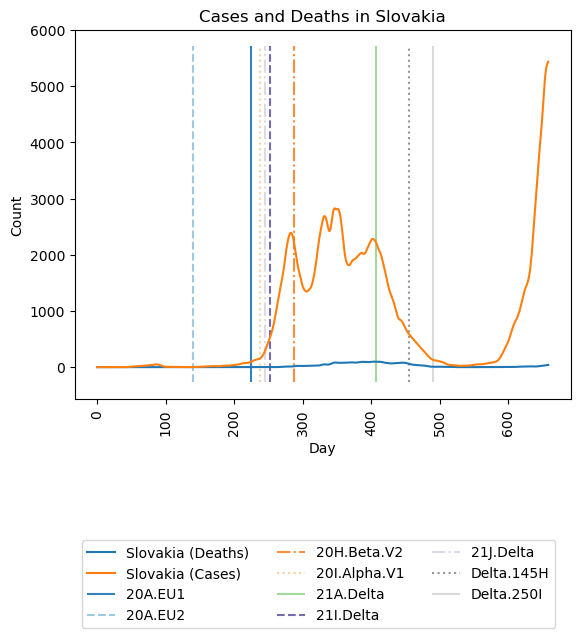 Cases and Deaths in Slovakia
6000
5000
4000
3000
2000
1000
0
Count
0 100 200 300 400 500 600
Day
Slovakia (Deaths)
Slovakia (Cases)
20A.EU1
20A.EU2
20H.Beta.V2
20I.Alpha.V1
21A.Delta
21I.Delta
21J.Delta
Delta.145H
Delta.250I